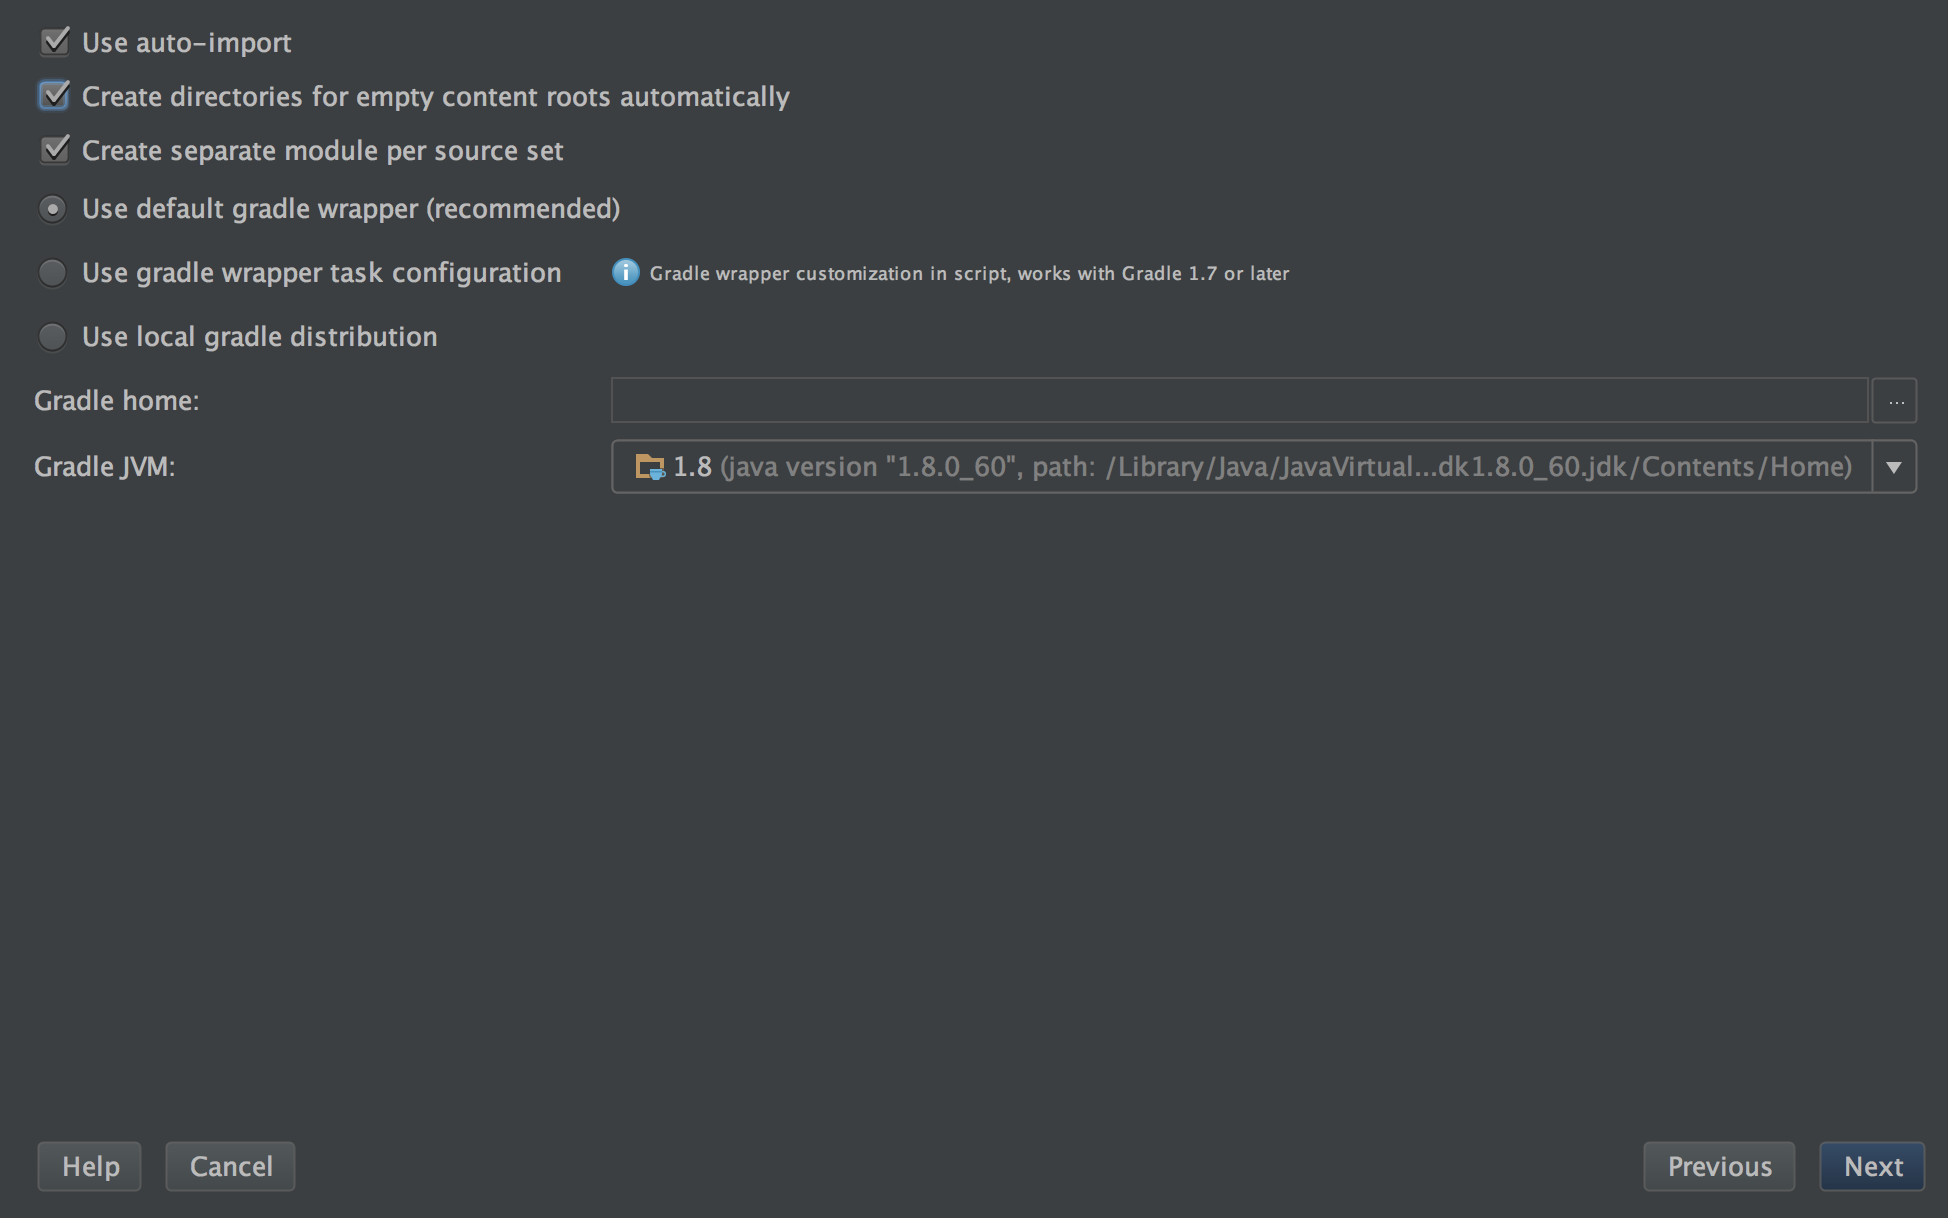 Use auto-import
Create directories for empty content roots automatically
Create separate module per source set
Use default gradle wrapper (recommended)
Use gradle wrapper task configuration
Gradle wrapper customization in script, works with Gradle 1.7 or later
Use local gradle distribution
Gradle home:
...
Gradle JVM:
1.8 (java version "1.8.0_60", path: /Library/Java/JavaVirtual...dk1.8.0_60.jdk/Contents/Home)
Help
Cancel
Previous
Next